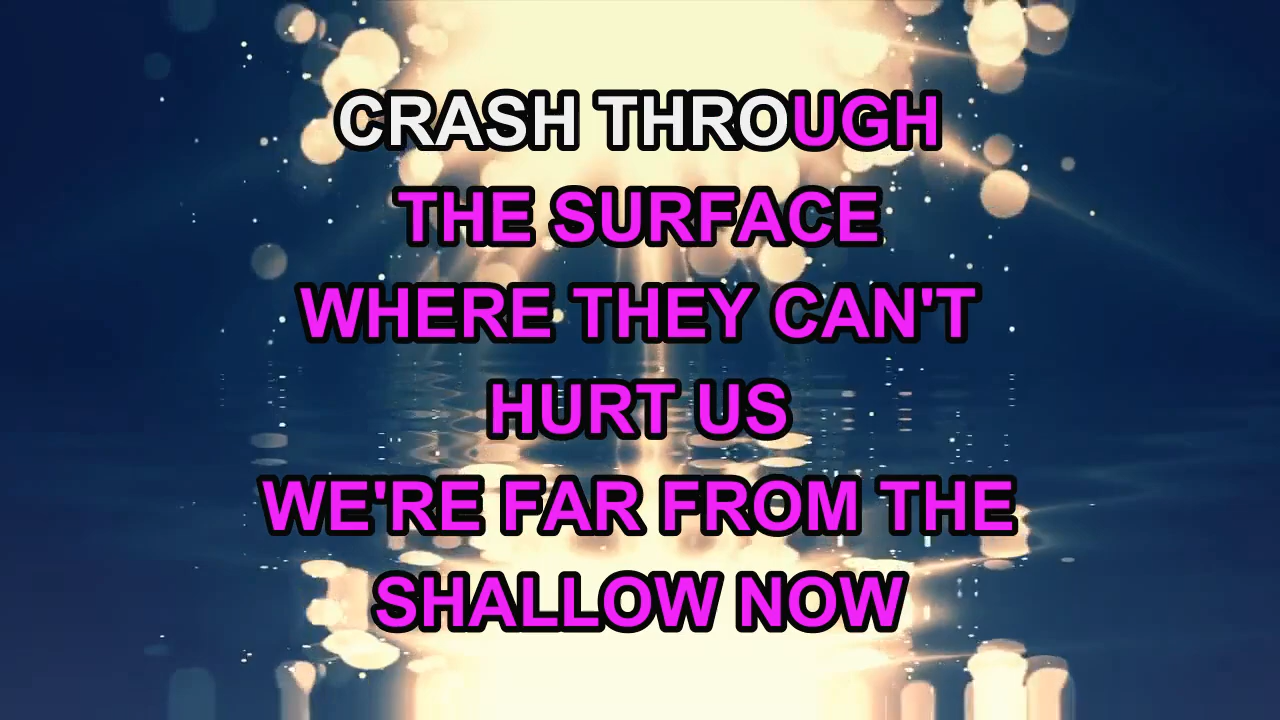 CRASH THROUGH
THE SURFACE
WHERE THEY CAN'T
HURT US
WE'RE FAR FROM THE
SHALLOW NOW